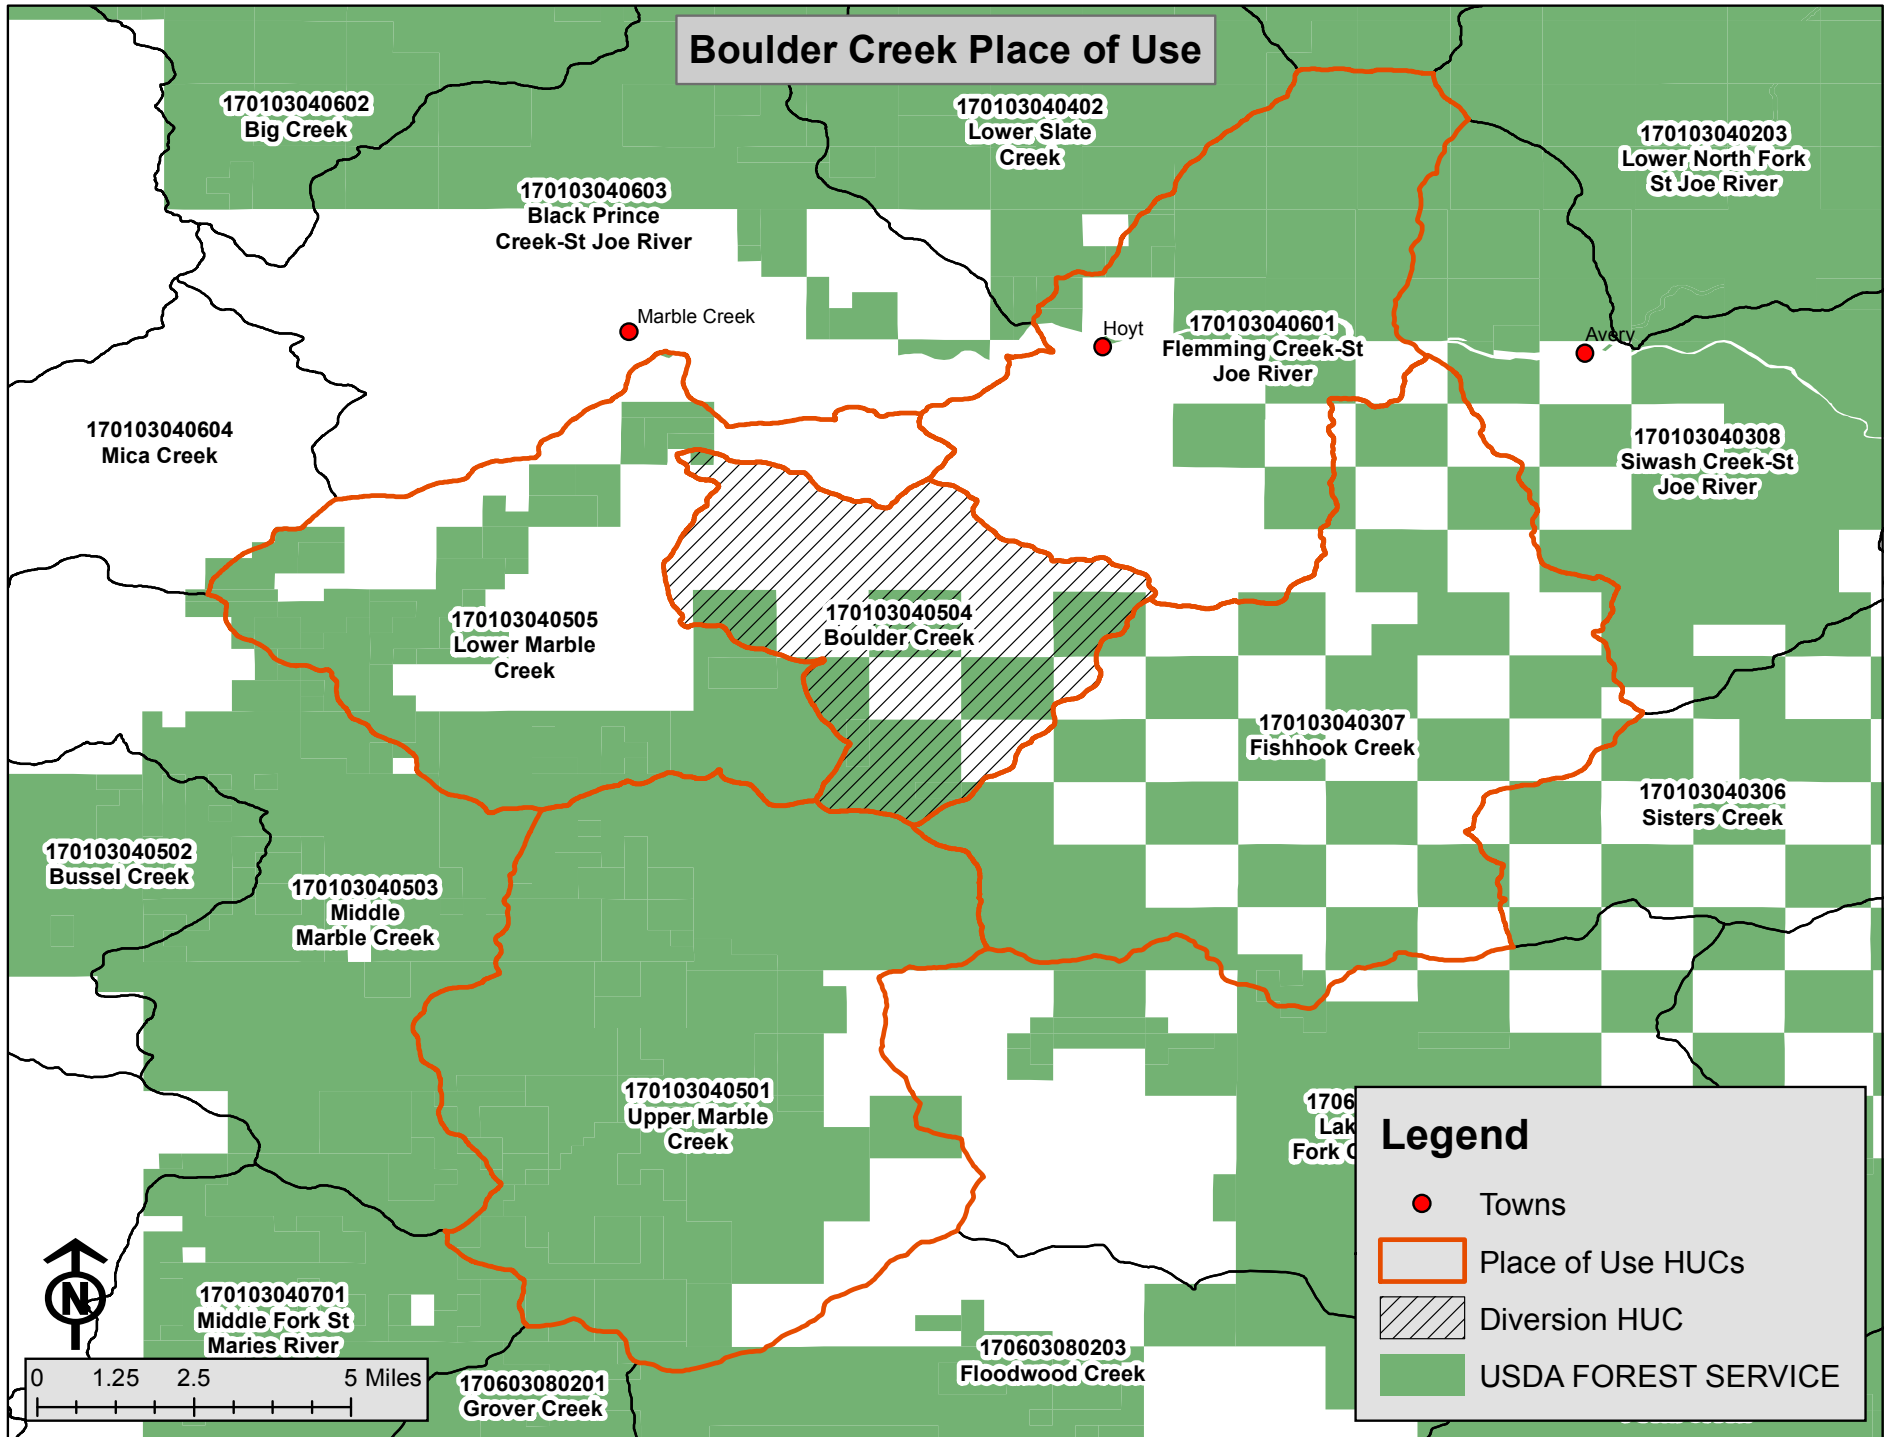 Boulder Creek Place of Use
170103040602
Big Creek
170103040402
Lower Slate
Creek
170103040203
Lower North Fork
St Joe River
170103040603
Black Prince
Creek-St Joe River
Marble Creek
Hoyt
170103040601
Flemming Creek-St
Joe River
Avery
170103040604
Mica Creek
170103040308
Siwash Creek-St
Joe River
170103040505
Lower Marble
Creek
170103040504
Boulder Creek
170103040307
Fishhook Creek
170103040306
Sisters Creek
170103040502
Bussel Creek
170103040503
Middle
Marble Creek
170103040501
Upper Marble
Creek
1706
Lak
Fork C
Legend
Towns
Place of Use HUCs
Diversion HUC
USDA FOREST SERVICE
170103040701
Middle Fork St
Maries River
N
0 1.25 2.5 5 Miles
170603080201
Grover Creek
170603080203
Floodwood Creek